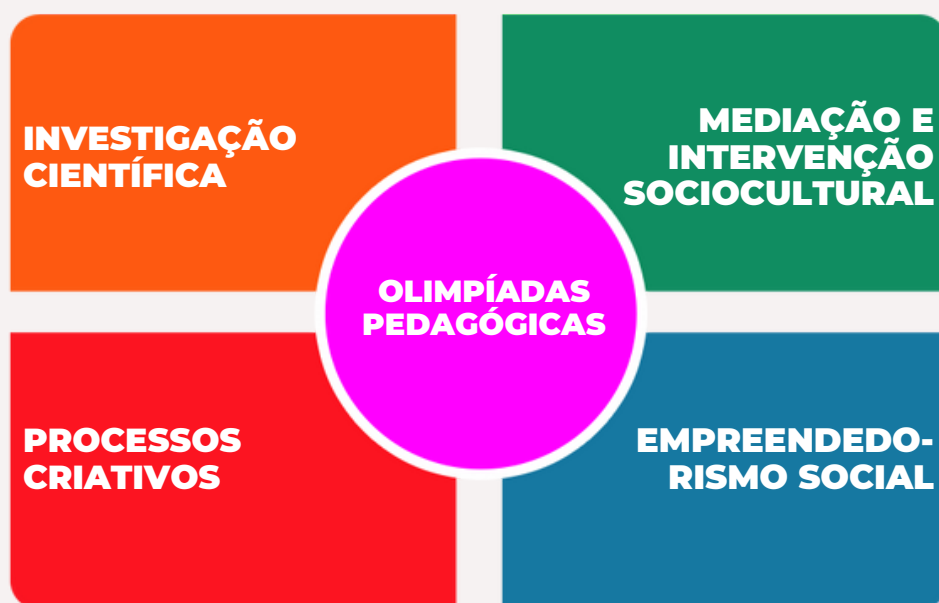 INVESTIGAÇÃO
CIENTÍFICA
MEDIAÇÃO E
INTERVENÇÃO
SOCIOCULTURAL
OLIMPÍADAS
PEDAGÓGICAS
PROCESSOS
CRIATIVOS
EMPREENDEDO-
RISMO SOCIAL